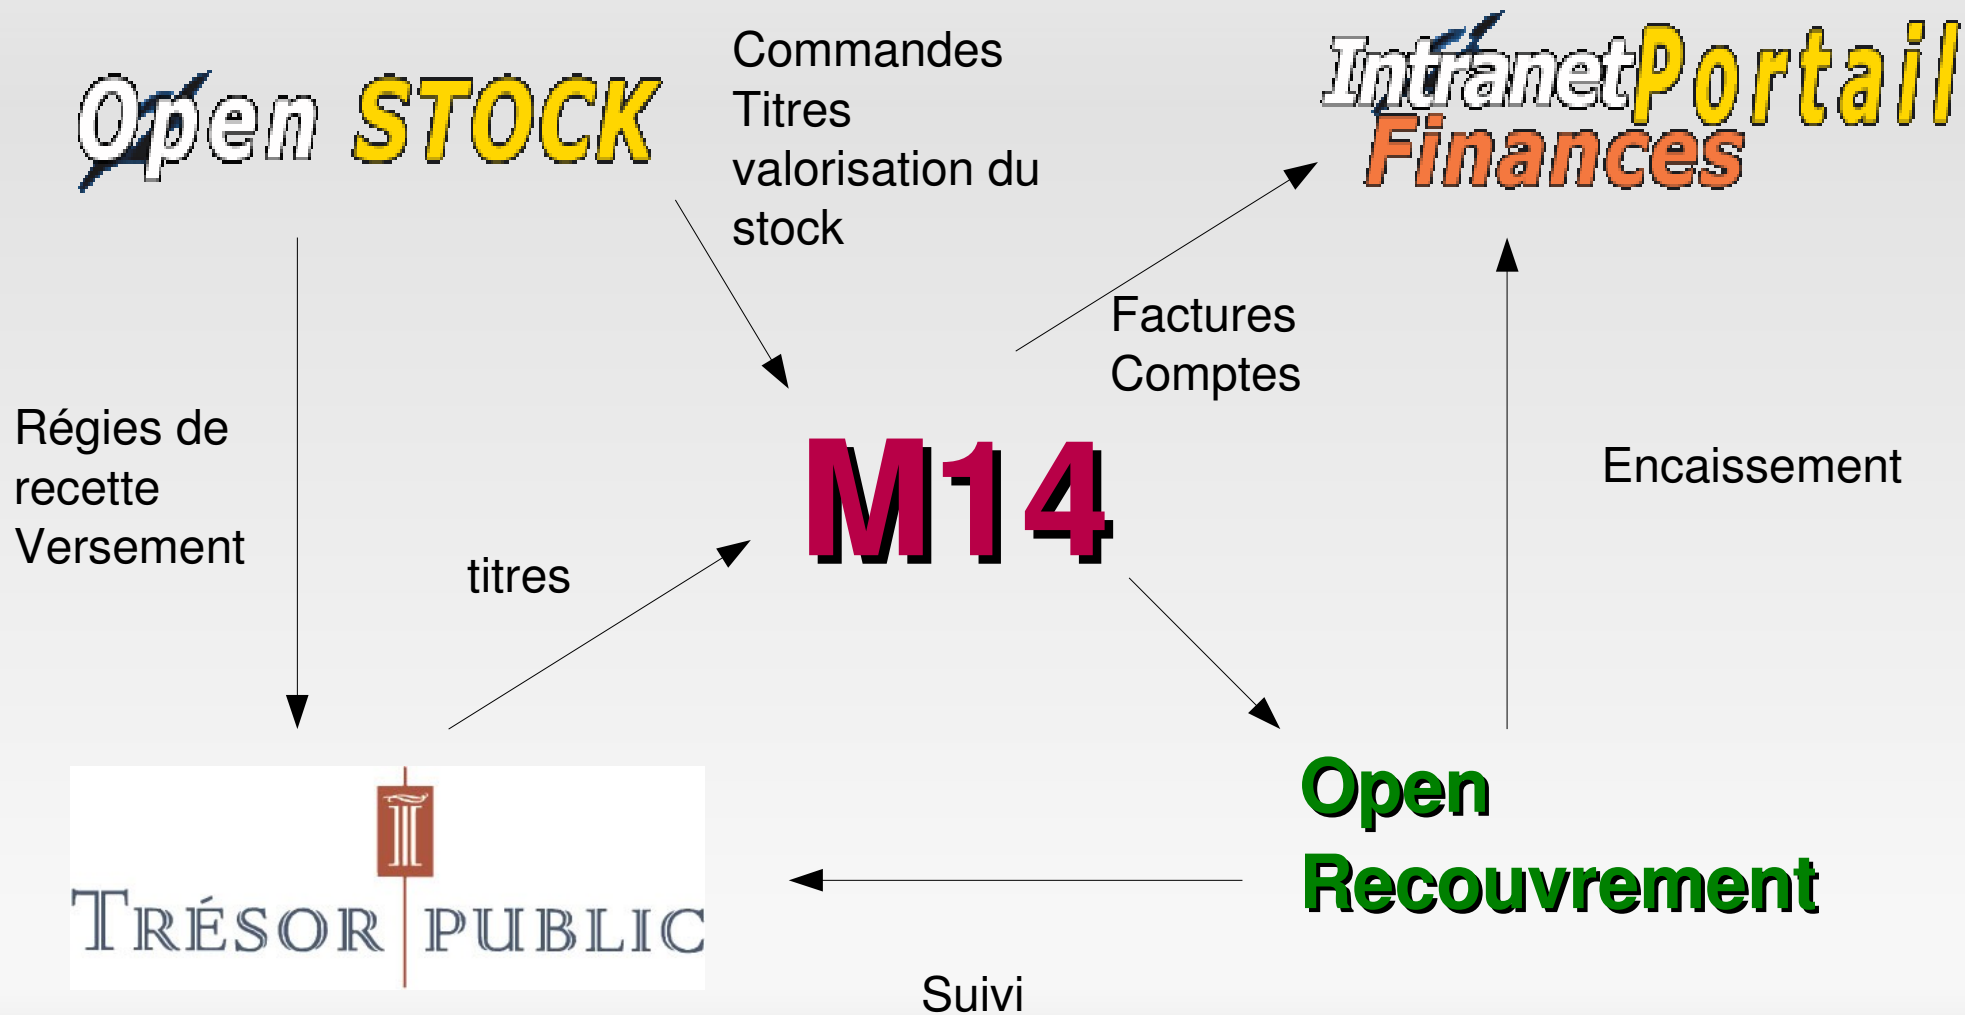 Open STOCK
Commandes
Titres
valorisation du
stock
IntranetPortail
Finances
Factures
Comptes
Régies de
recette
Versement
titres
M14
Encaissement
Open
Recouvrement
TRÉSOR PUBLIC
Suivi